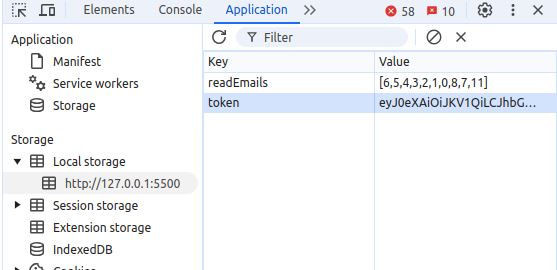 Elements Console Application 58 10
Application
Manifest
Service workers
Storage
Storage
Local storage
http://127.0.0.1:5500
Session storage
Extension storage
IndexedDB
Cookies
Filter
Key Value
readEmails [6,5,4,3,2,1,0,8,7,11]
token eyJ0eXAiOiJKV1QiLCJhbG...